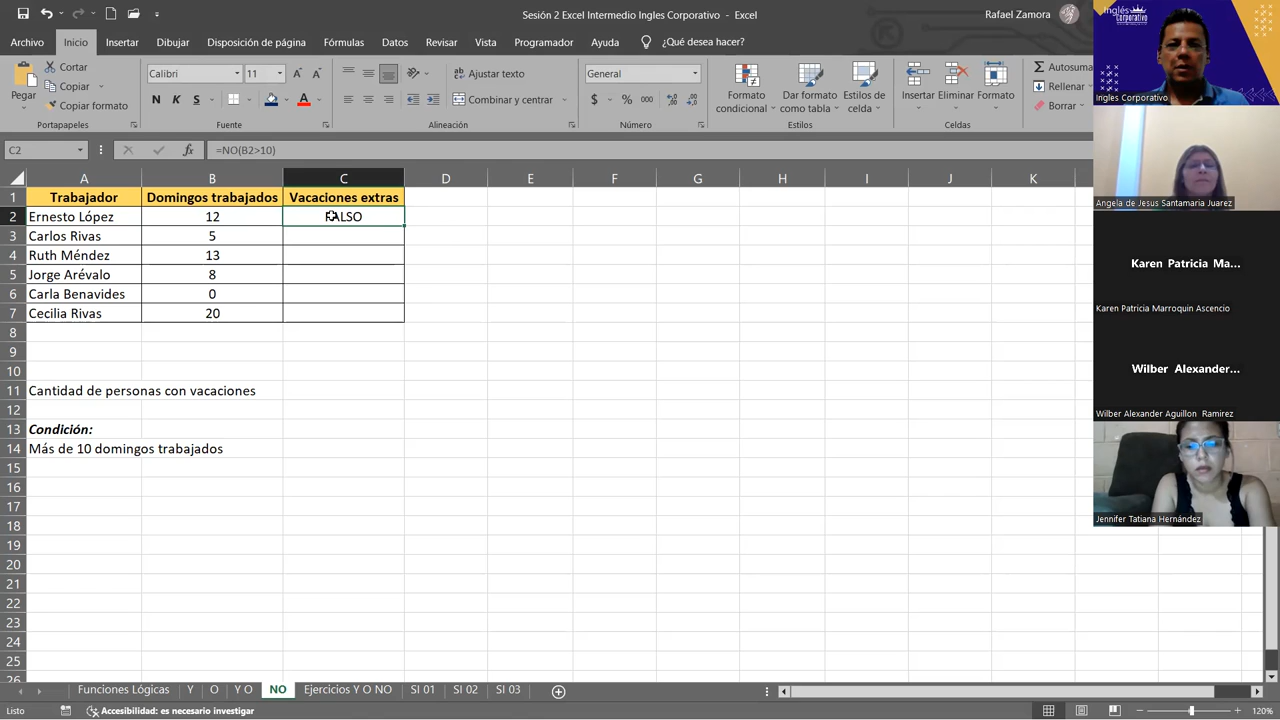 Sesión 2 Excel Intermedio Ingles Corporativo - Excel
Rafael Zamora
Archivo Inicio Insertar Dibujar Disposición de página Fórmulas Datos Revisar Vista Programador Ayuda ¿Qué desea hacer?
Pegar
Cortar
Copiar
Copiar formato
Portapapeles
Calibri 11
N K S
Fuente
Ajustar texto
Combinar y centrar
Alineación
General
$ % 000
Número
Formato condicional
Dar formato como tabla
Estilos de celda
Estilos
Insertar Eliminar Formato
Celdas
Autosuma
Rellenar
Borrar
C2 fx =NO(B2>10)
A B C D E F G H I J K
1 Trabajador Domingos trabajados Vacaciones extras
2 Ernesto López 12 FALSO
3 Carlos Rivas 5
4 Ruth Méndez 13
5 Jorge Arévalo 8
6 Carla Benavides 0
7 Cecilia Rivas 20
8
9
10
11 Cantidad de personas con vacaciones
12
13 Condición:
14 Más de 10 domingos trabajados
15
16
17
18
19
20
21
22
23
24
25
26
Funciones Lógicas Y O Y O NO Ejercicios Y O NO SI 01 SI 02 SI 03
Listo Accesibilidad: es necesario investigar 120%
Inglés
Corporativo
Ingles Corporativo
Angela de Jesus Santamaria Juarez
Karen Patricia Ma...
Karen Patricia Marroquin Ascencio
Wilber Alexander...
Wilber Alexander Aguillon Ramirez
Jennifer Tatiana Hernández